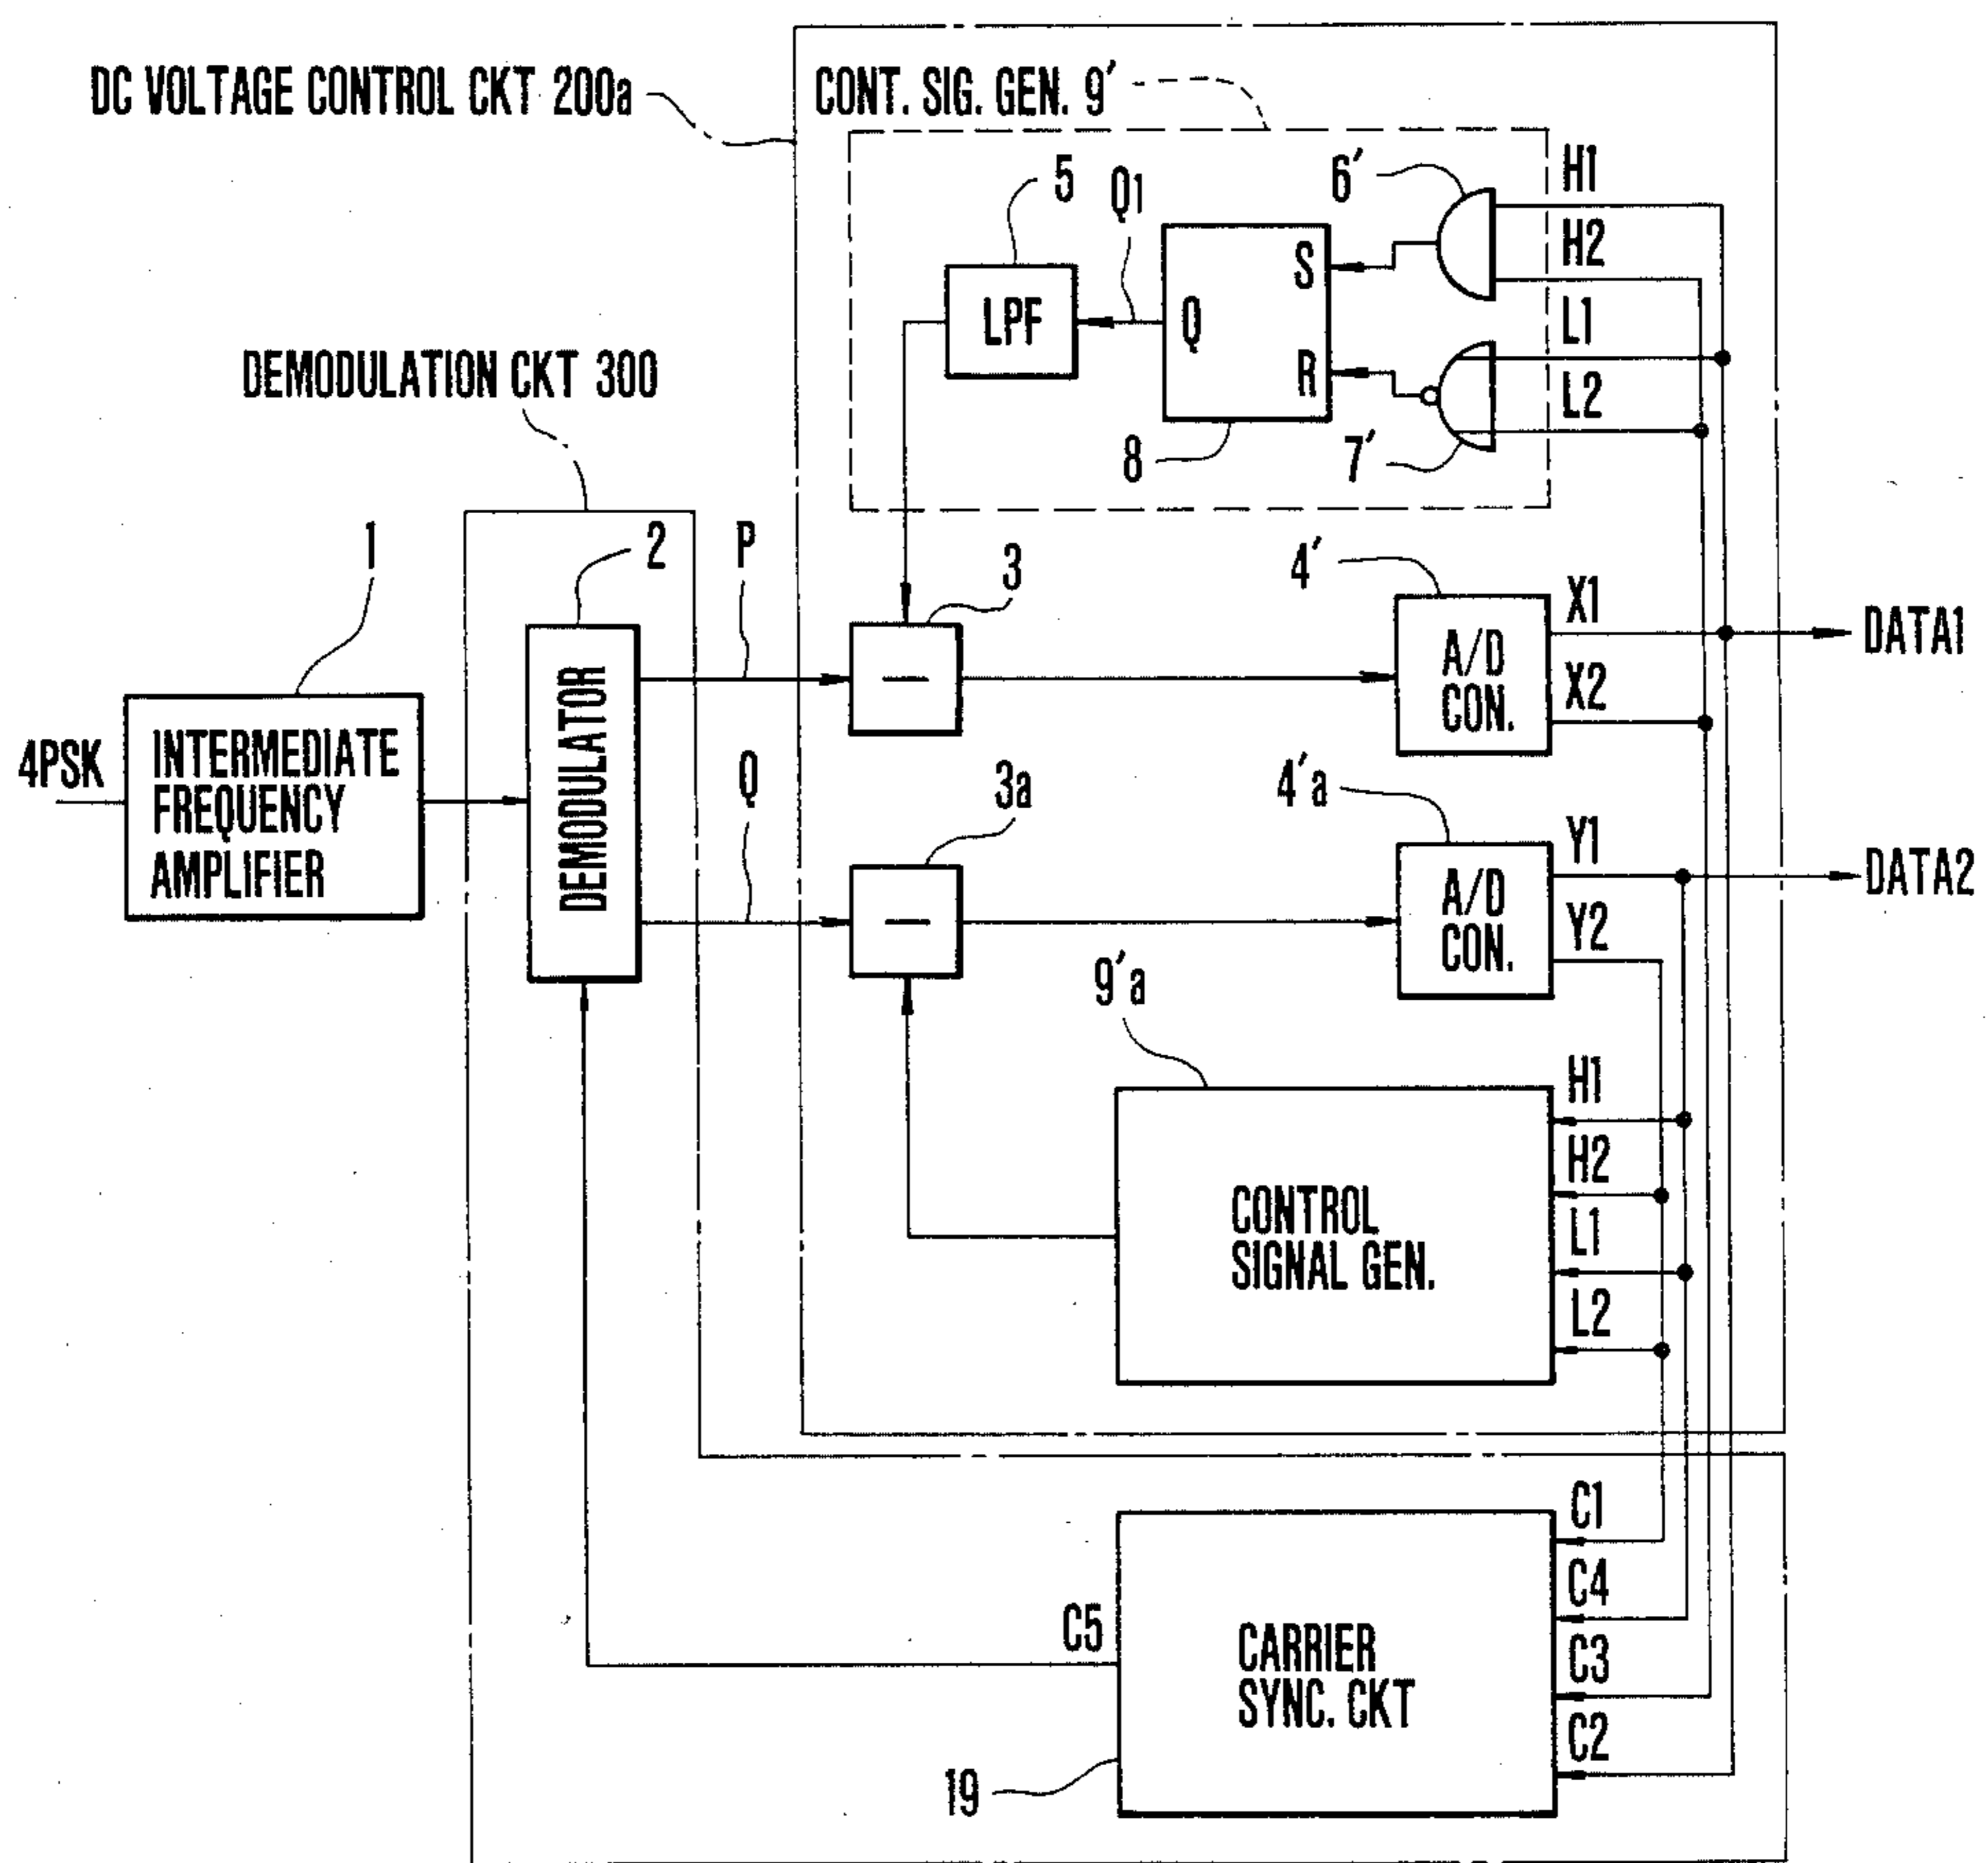 DC VOLTAGE CONTROL CKT 200a
CONT. SIG. GEN. 9'
5
Q1
6'
H1
H2
S
LPF
Q
L1
R
L2
8
7'
DEMODULATION CKT 300
1
2
P
3
4'
X1
A/D
CON.
X2
DATA1
4PSK
INTERMEDIATE
FREQUENCY
AMPLIFIER
DEMODULATOR
Q
3a
4'a
Y1
A/D
CON.
Y2
DATA2
9'a
H1
H2
L1
L2
CONTROL
SIGNAL GEN.
C1
C4
C5
C3
C2
CARRIER
SYNC. CKT
19